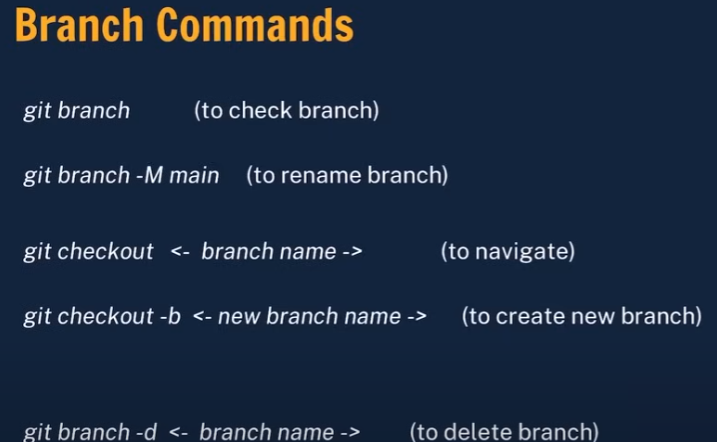 Branch Commands
git branch (to check branch)
git branch -M main (to rename branch)
git checkout <- branch name -> (to navigate)
git checkout -b <- new branch name -> (to create new branch)
git branch -d <- branch name -> (to delete branch)